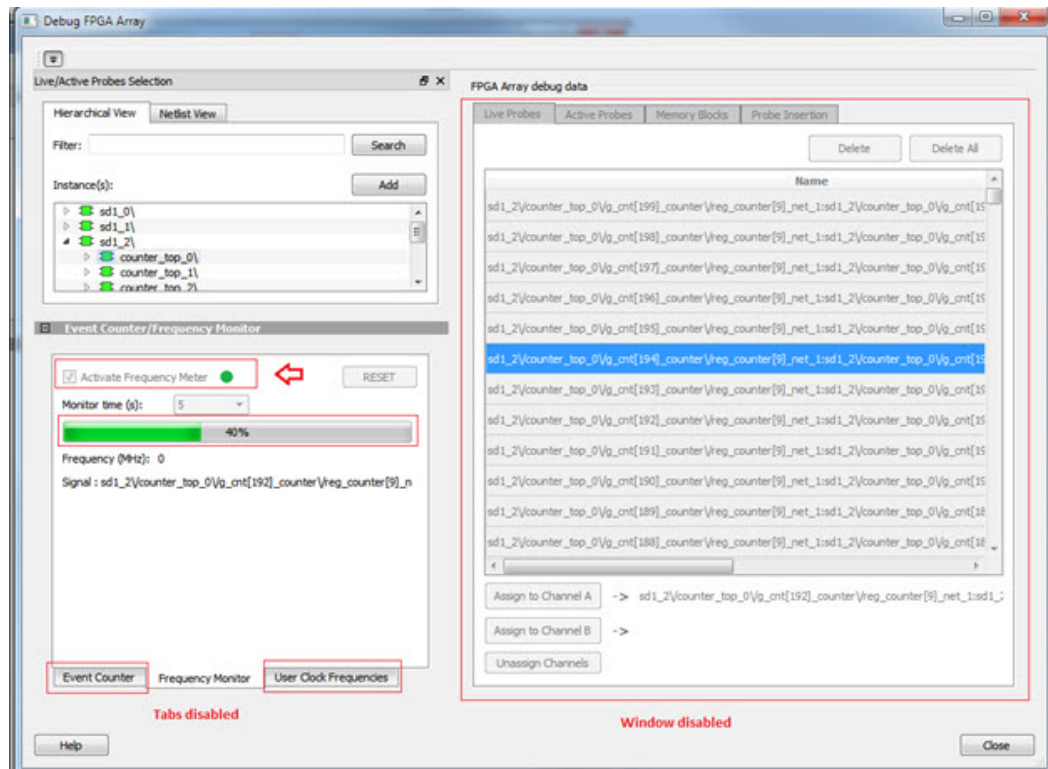 Debug FPGA Array
Live/Active Probes Selection
Hierarchical View Netlist View
Filter: Search
Instance(s): Add
sd1_0\
sd1_1\
sd1_2\
counter_top_0\
counter_top_1\
counter_top_2\
Event Counter/Frequency Monitor
Activate Frequency Meter RESET
Monitor time (s): 5
40%
Frequency (MHz): 0
Signal : sd1_2\/counter_top_0\/g_cnt[192]_counter\/reg_counter[9]_n
Event Counter Frequency Monitor User Clock Frequencies
Tabs disabled
Help
FPGA Array debug data
Live Probes Active Probes Memory Blocks Probe Insertion
Delete Delete All
Name
sd1_2\/counter_top_0\/g_cnt[199]_counter\/reg_counter[9]_net_1:sd1_2\/counter_top_0\/g_cnt[19
sd1_2\/counter_top_0\/g_cnt[198]_counter\/reg_counter[9]_net_1:sd1_2\/counter_top_0\/g_cnt[19
sd1_2\/counter_top_0\/g_cnt[197]_counter\/reg_counter[9]_net_1:sd1_2\/counter_top_0\/g_cnt[19
sd1_2\/counter_top_0\/g_cnt[196]_counter\/reg_counter[9]_net_1:sd1_2\/counter_top_0\/g_cnt[19
sd1_2\/counter_top_0\/g_cnt[195]_counter\/reg_counter[9]_net_1:sd1_2\/counter_top_0\/g_cnt[19
sd1_2\/counter_top_0\/g_cnt[194]_counter\/reg_counter[9]_net_1:sd1_2\/counter_top_0\/g_cnt[19
sd1_2\/counter_top_0\/g_cnt[193]_counter\/reg_counter[9]_net_1:sd1_2\/counter_top_0\/g_cnt[19
sd1_2\/counter_top_0\/g_cnt[192]_counter\/reg_counter[9]_net_1:sd1_2\/counter_top_0\/g_cnt[19
sd1_2\/counter_top_0\/g_cnt[191]_counter\/reg_counter[9]_net_1:sd1_2\/counter_top_0\/g_cnt[19
sd1_2\/counter_top_0\/g_cnt[190]_counter\/reg_counter[9]_net_1:sd1_2\/counter_top_0\/g_cnt[19
sd1_2\/counter_top_0\/g_cnt[189]_counter\/reg_counter[9]_net_1:sd1_2\/counter_top_0\/g_cnt[18
sd1_2\/counter_top_0\/g_cnt[188]_counter\/reg_counter[9]_net_1:sd1_2\/counter_top_0\/g_cnt[18
Assign to Channel A -> sd1_2\/counter_top_0\/g_cnt[192]_counter\/reg_counter[9]_net_1:sd1_2
Assign to Channel B ->
Unassign Channels
Window disabled
Close